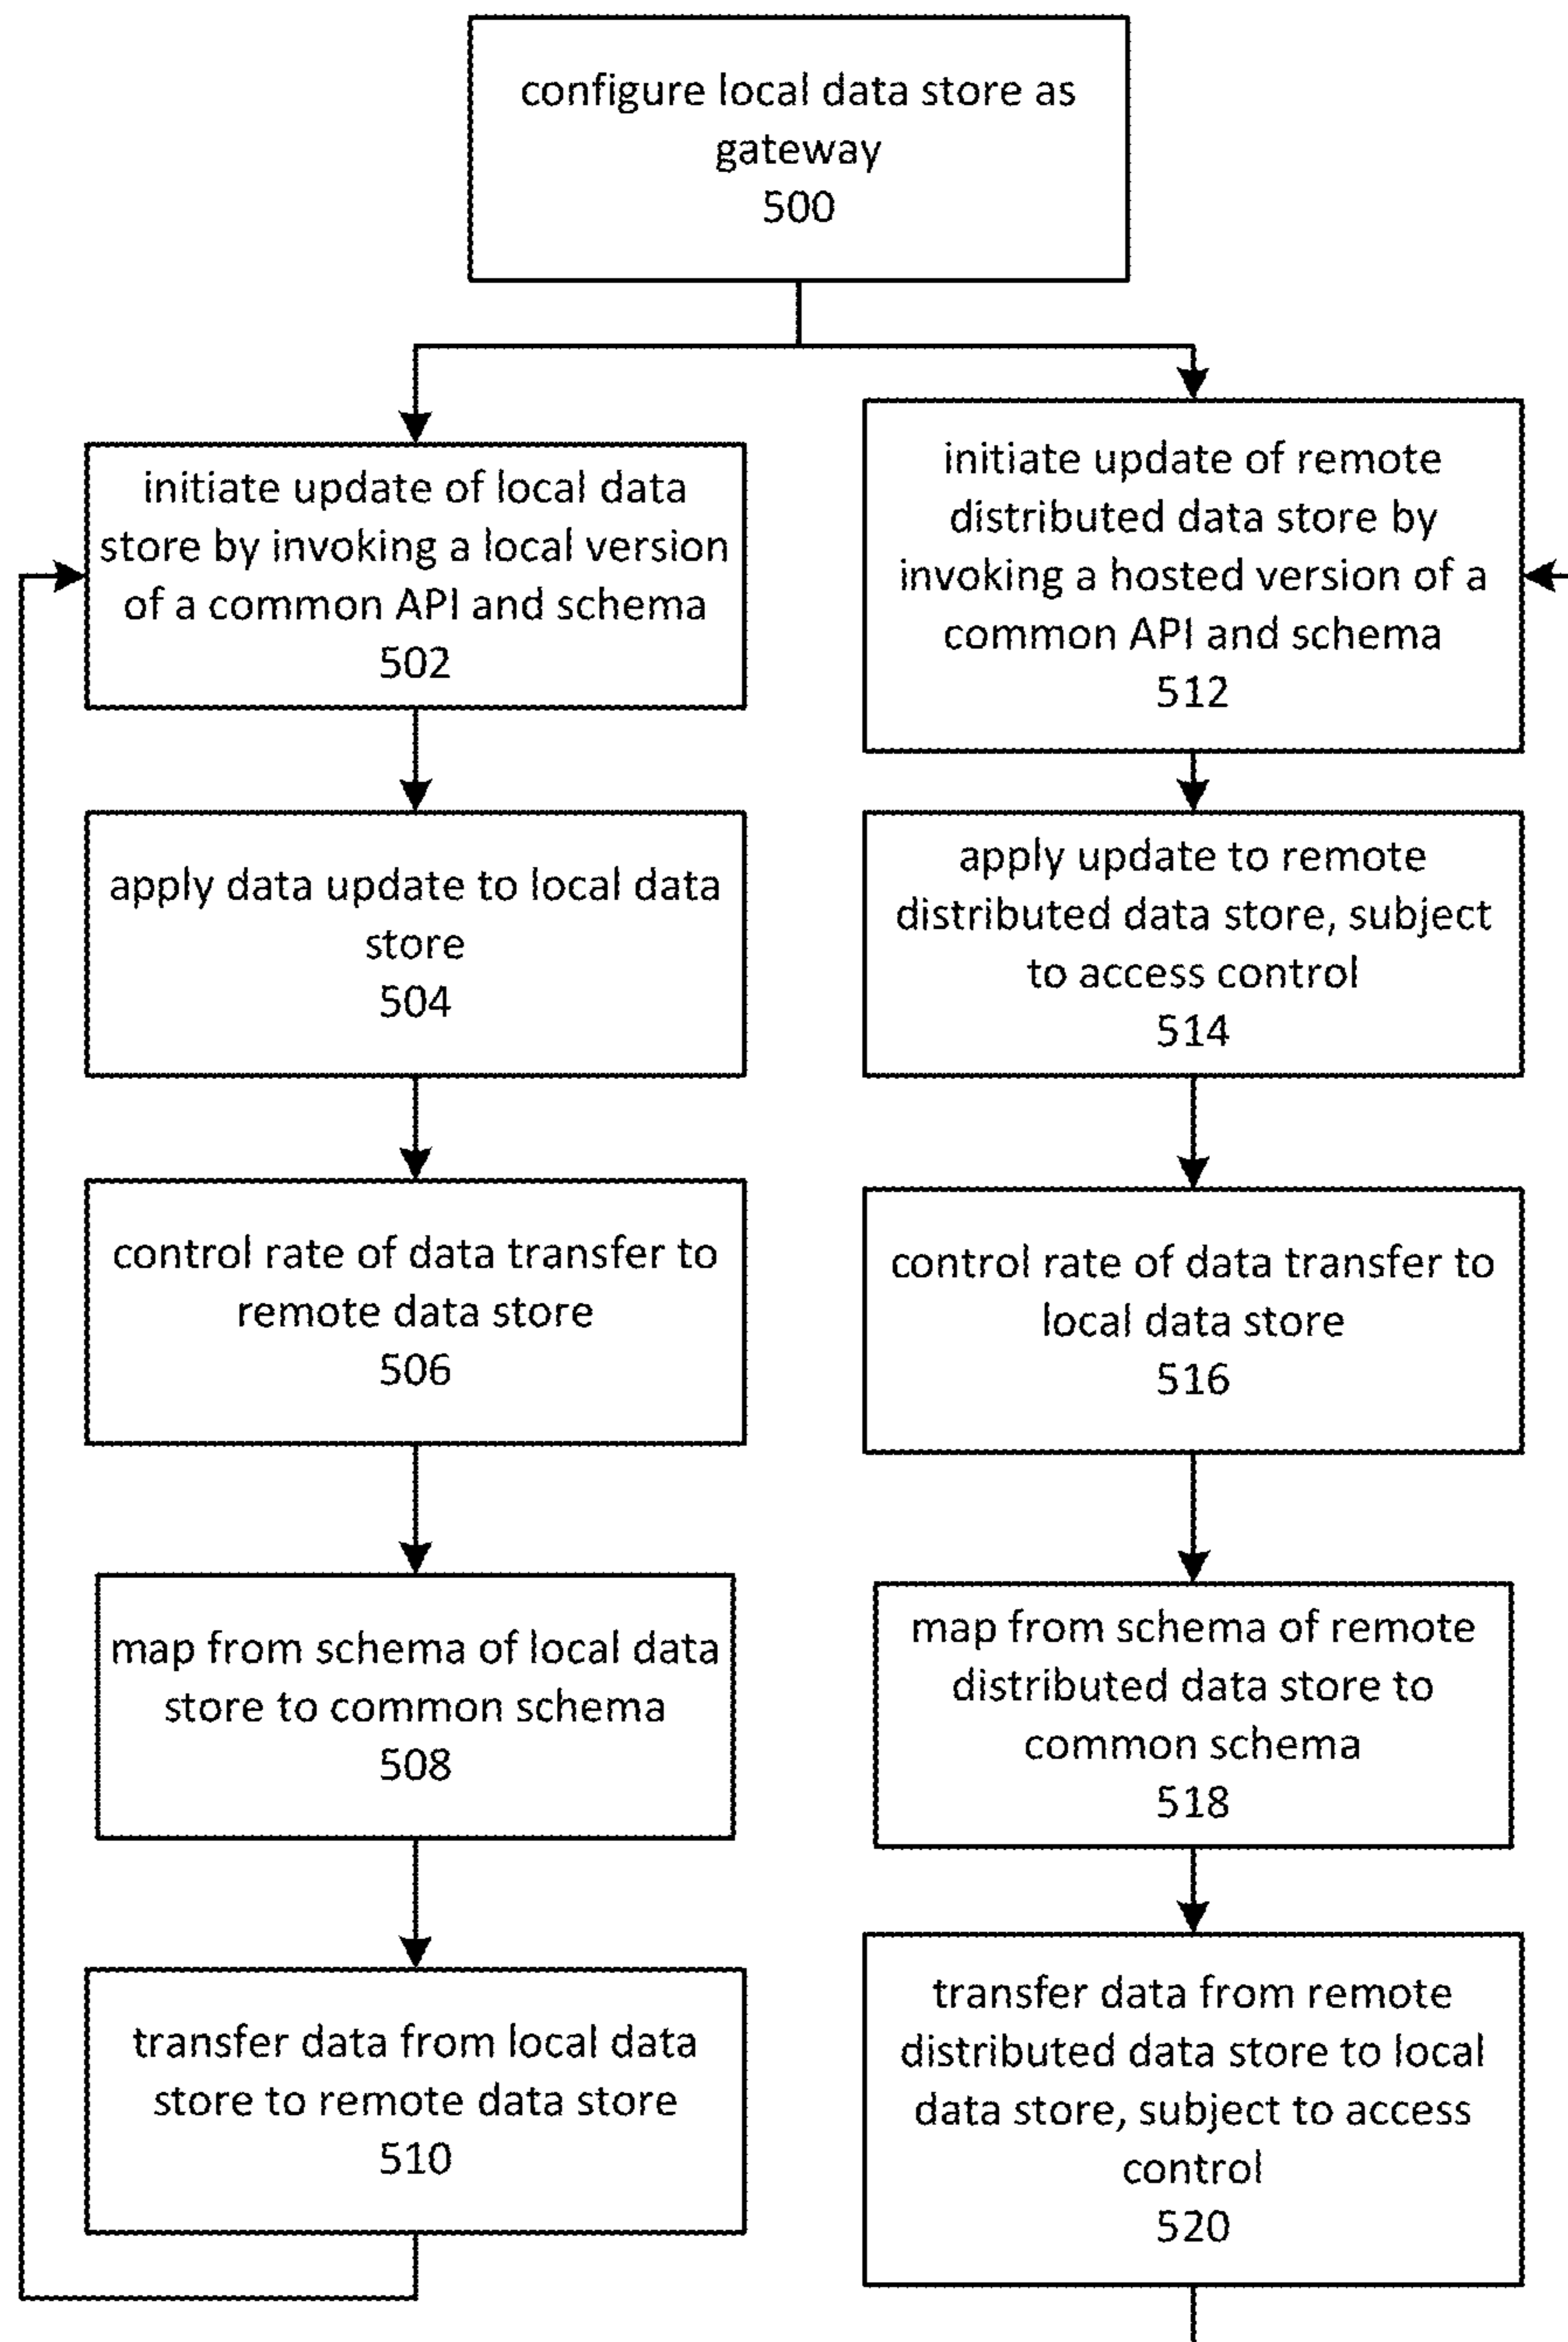 configure local data store as
gateway
500
initiate update of local data
store by invoking a local version
of a common API and schema
502
apply data update to local data
store
504
control rate of data transfer to
remote data store
506
map from schema of local data
store to common schema
508
transfer data from local data
store to remote data store
510
initiate update of remote
distributed data store by
invoking a hosted version of a
common API and schema
512
apply update to remote
distributed data store, subject
to access control
514
control rate of data transfer to
local data store
516
map from schema of remote
distributed data store to
common schema
518
transfer data from remote
distributed data store to local
data store, subject to access
control
520